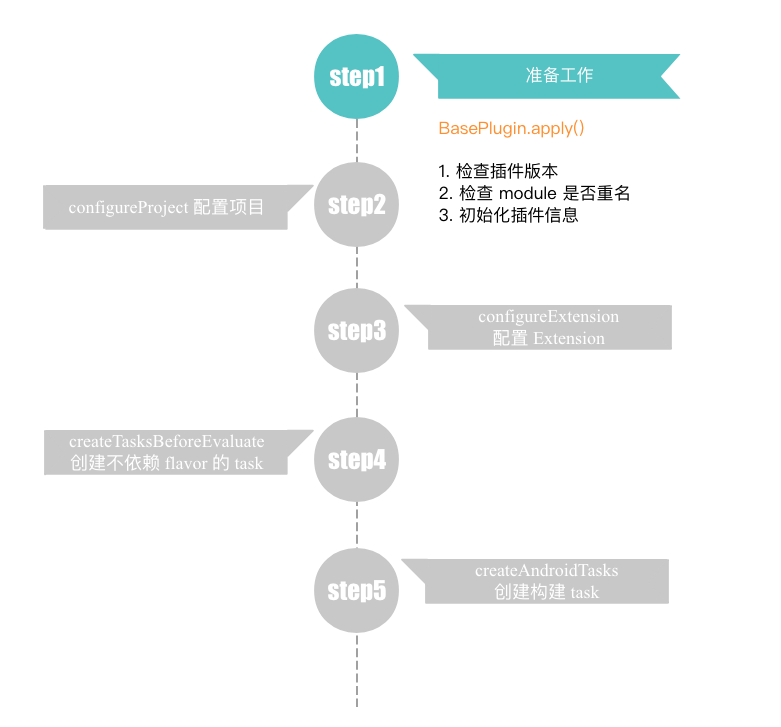 step1
准备工作
BasePlugin.apply()
1. 检查插件版本
2. 检查 module 是否重名
3. 初始化插件信息
configureProject 配置项目
step2
step3
configureExtension
配置 Extension
createTasksBeforeEvaluate
创建不依赖 flavor 的 task
step4
step5
createAndroidTasks
创建构建 task